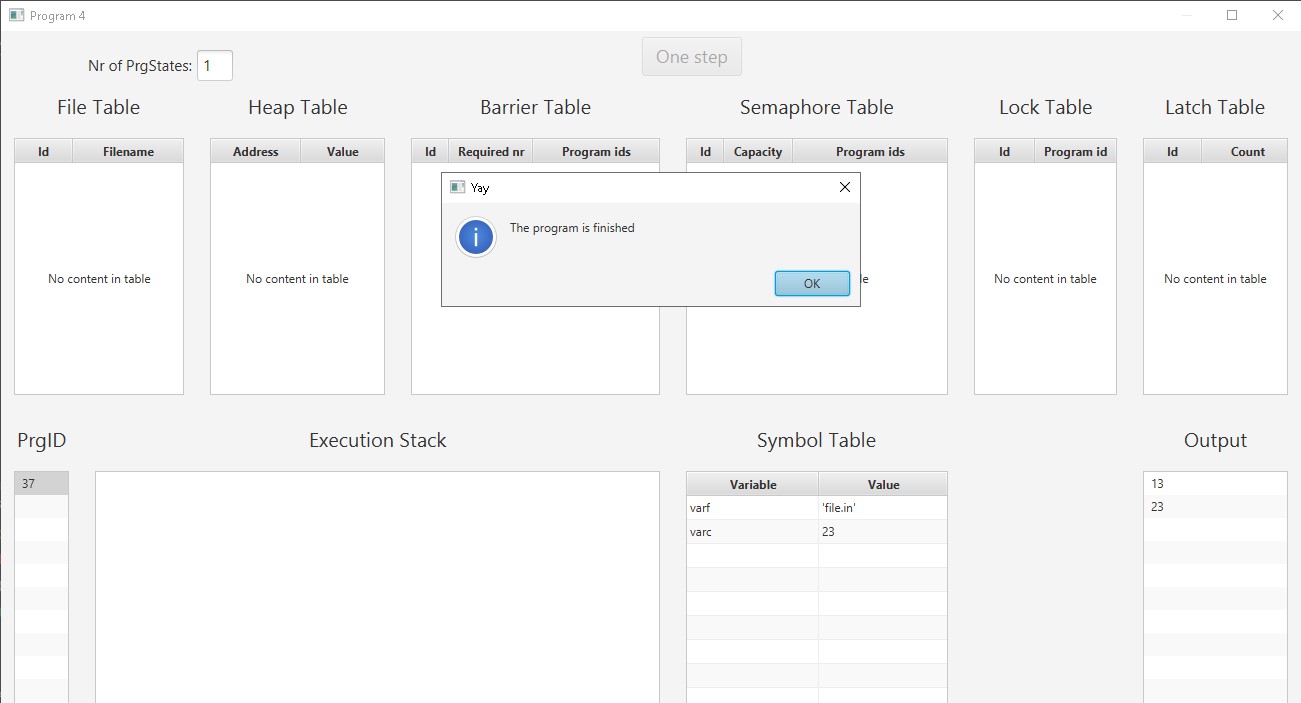 Program 4
Nr of PrgStates: 1
One step
File Table
Heap Table
Barrier Table
Semaphore Table
Lock Table
Latch Table
Id Filename
Address Value
Id Required nr Program ids
Id Capacity Program ids
Id Program id
Id Count
Yay
The program is finished
OK
No content in table
No content in table
No content in table
No content in table
PrgID
Execution Stack
Symbol Table
Output
37
Variable Value
varf 'file.in'
varc 23
13
23